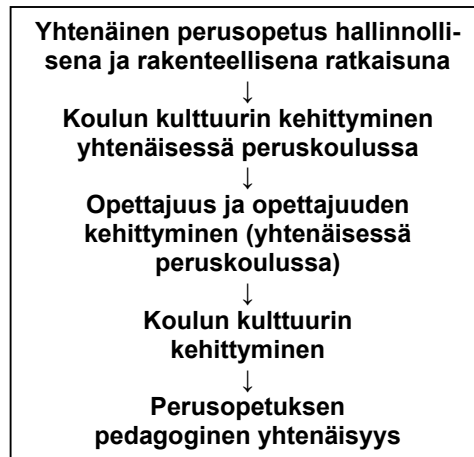 Yhtenäinen perusopetus hallinnolli-
sena ja rakenteellisena ratkaisuna
↓
Koulun kulttuurin kehittyminen
yhtenäisessä peruskoulussa
↓
Opettajuus ja opettajuuden
kehittyminen (yhtenäisessä
peruskoulussa)
↓
Koulun kulttuurin
kehittyminen
↓
Perusopetuksen
pedagoginen yhtenäisyys